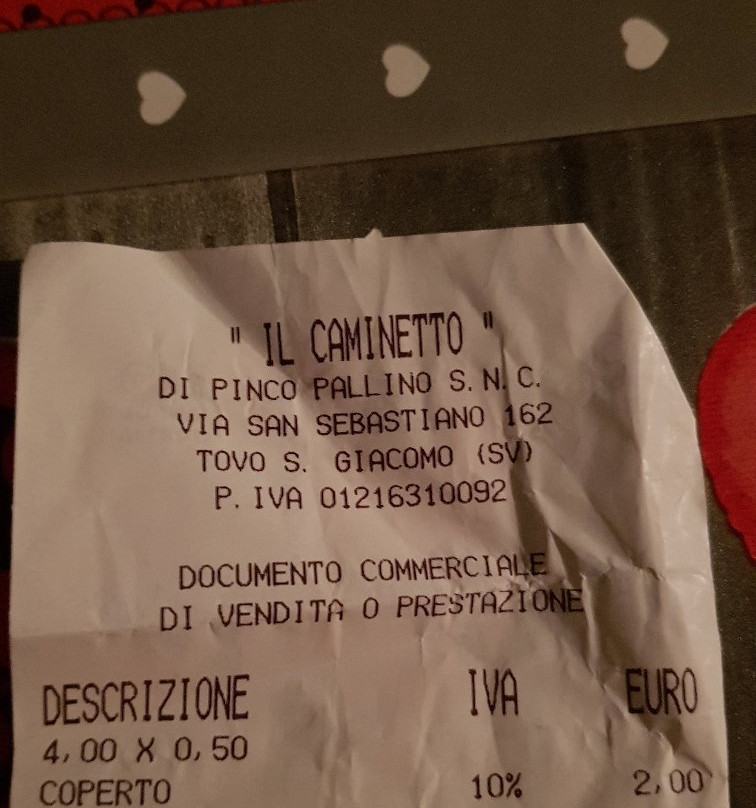 " IL CAMINETTO "
DI PINCO PALLINO S.N.C.
VIA SAN SEBASTIANO 162
TOVO S. GIACOMO (SV)
P. IVA 01216310092
DOCUMENTO COMMERCIALE
DI VENDITA O PRESTAZIONE
DESCRIZIONE IVA EURO
4,00 X 0,50
COPERTO 10% 2,00